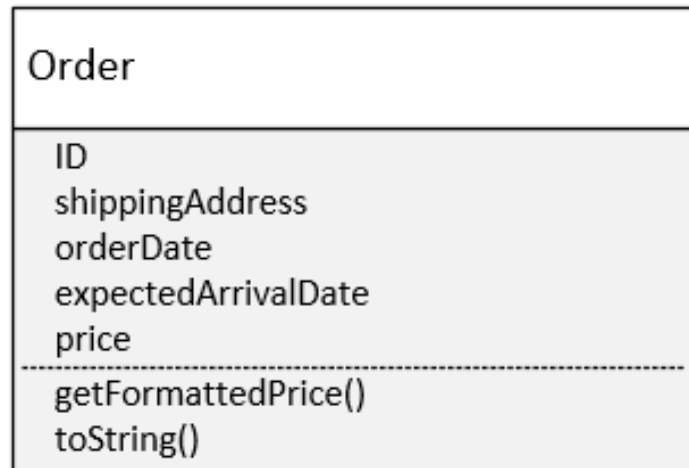 Order
ID
shippingAddress
orderDate
expectedArrivalDate
price
getFormattedPrice()
toString()